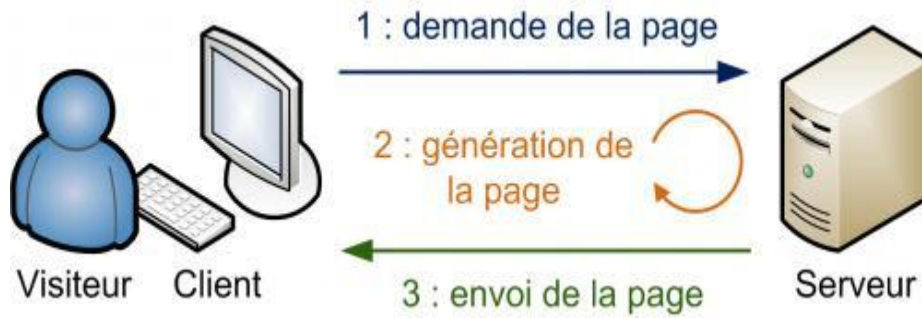 1 : demande de la page
2 : génération de
la page
3 : envoi de la page
Visiteur
Client
Serveur